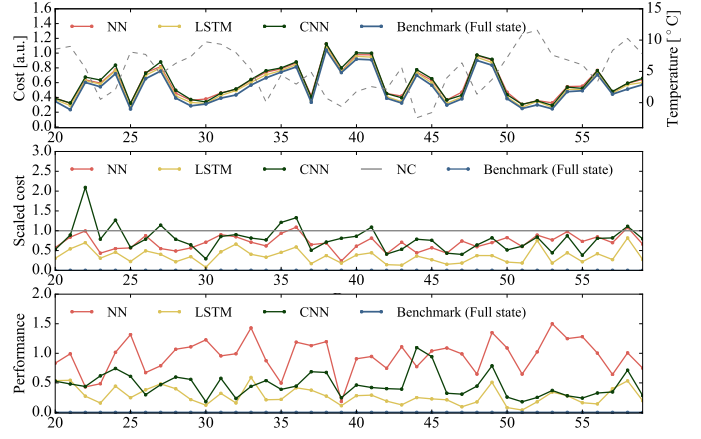 NN LSTM CNN Benchmark (Full state)
Cost [a.u.]
1.6
1.4
1.2
1.0
0.8
0.6
0.4
0.2
0.0
15
10
5
0
Temperature [°C]
20 25 30 35 40 45 50 55
NN LSTM CNN NC Benchmark (Full state)
Scaled cost
3.0
2.5
2.0
1.5
1.0
0.5
0.0
20 25 30 35 40 45 50 55
NN LSTM CNN Benchmark (Full state)
Performance
2.0
1.5
1.0
0.5
0.0
20 25 30 35 40 45 50 55